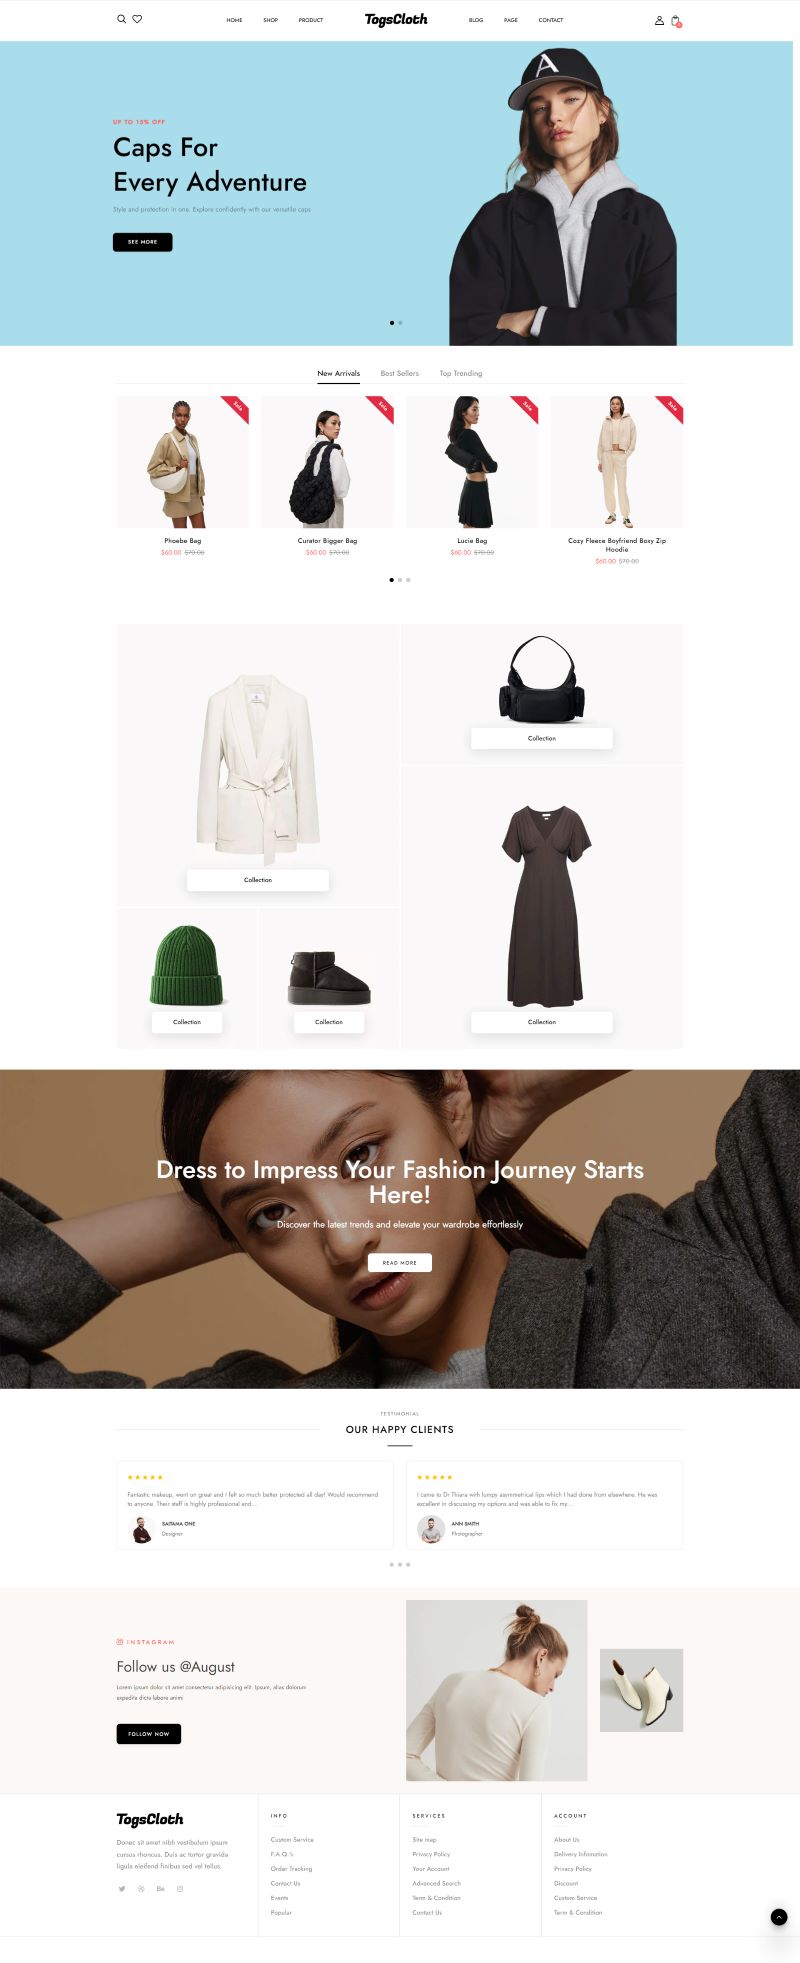 HOME SHOP PRODUCT TogsCloth BLOG PAGE CONTACT
UP TO 15% OFF
Caps For
Every Adventure
Style and protection in one. Explore confidently with our versatile caps
SEE MORE
A
New Arrivals Best Sellers Top Trending
Sale Sale Sale Sale
Phoebe Bag
$60.00 $70.00
Curator Bigger Bag
$60.00 $70.00
Lucie Bag
$60.00 $70.00
Cozy Fleece Boyfriend Boxy Zip
Hoodie
$60.00 $70.00
Collection
Collection
Collection
Collection
Collection
Dress to Impress Your Fashion Journey Starts
Here!
Discover the latest trends and elevate your wardrobe effortlessly
READ MORE
TESTIMONIAL
OUR HAPPY CLIENTS
Fantastic makeup, went on great and I felt so much better protected all day! Would recommend
to anyone. Their staff is highly professional and...
SAITAMA ONE
Designer
I came to Dr Thiara with lumpy asymmetrical lips which I had done from elsewhere. He was
excellent in discussing my options and was able to fix my...
ANN SMITH
Photographer
INSTAGRAM
Follow us @August
Lorem ipsum dolor sit amet consectetur adipisicing elit. Ipsum, alias dolorum
expedita dicta labore animi
FOLLOW NOW
TogsCloth
Donec sit amet nibh vestibulum ipsum
cursus rhoncus. Duis ac tortor gravida
ligula eleifend finibus sed vel tellus.
INFO
Custom Service
F.A.Q.'s
Order Tracking
Contact Us
Events
Popular
SERVICES
Site map
Privacy Policy
Your Account
Advanced Search
Term & Condition
Contact Us
ACCOUNT
About Us
Delivery Infomation
Privacy Policy
Discount
Custom Service
Term & Condition